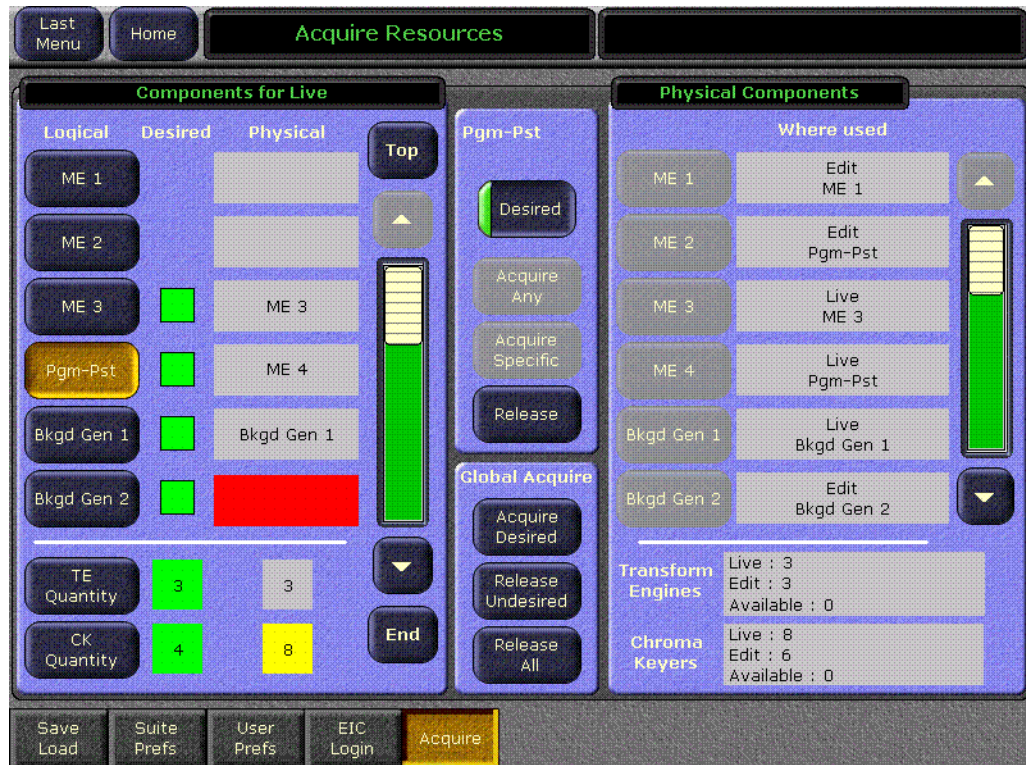 Last
Menu
Home
Acquire Resources
Components for Live
Logical Desired Physical
ME 1
ME 2
ME 3 ME 3
Pgm-Pst ME 4
Bkgd Gen 1 Bkgd Gen 1
Bkgd Gen 2
TE
Quantity
3 3
CK
Quantity
4 8
Top
End
Pgm-Pst
Desired
Acquire
Any
Acquire
Specific
Release
Global Acquire
Acquire
Desired
Release
Undesired
Release
All
Physical Components
Where used
ME 1
Edit
ME 1
ME 2
Edit
Pgm-Pst
ME 3
Live
ME 3
ME 4
Live
Pgm-Pst
Bkgd Gen 1
Live
Bkgd Gen 1
Bkgd Gen 2
Edit
Bkgd Gen 2
Transform
Engines
Live : 3
Edit : 3
Available : 0
Chroma
Keyers
Live : 8
Edit : 6
Available : 0
Save
Load
Suite
Prefs
User
Prefs
EIC
Login
Acquire